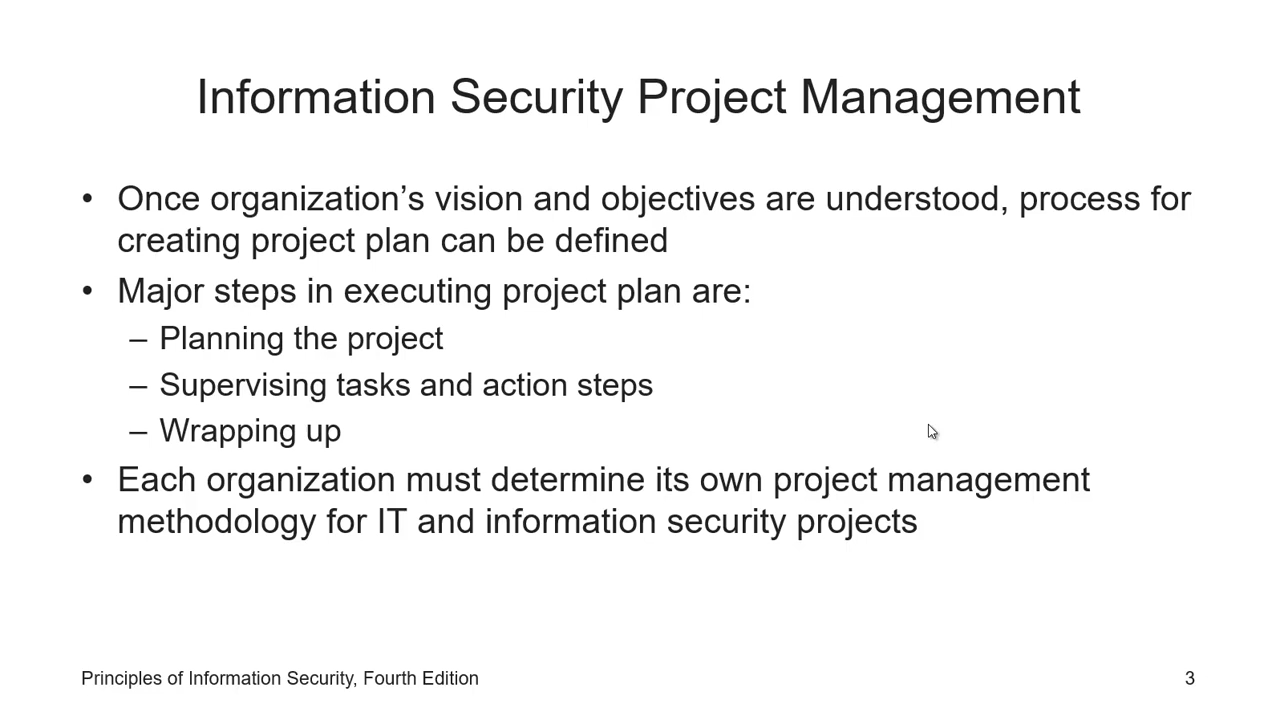 Information Security Project Management
• Once organization’s vision and objectives are understood, process for
creating project plan can be defined
• Major steps in executing project plan are:
– Planning the project
– Supervising tasks and action steps
– Wrapping up
• Each organization must determine its own project management
methodology for IT and information security projects
Principles of Information Security, Fourth Edition
3